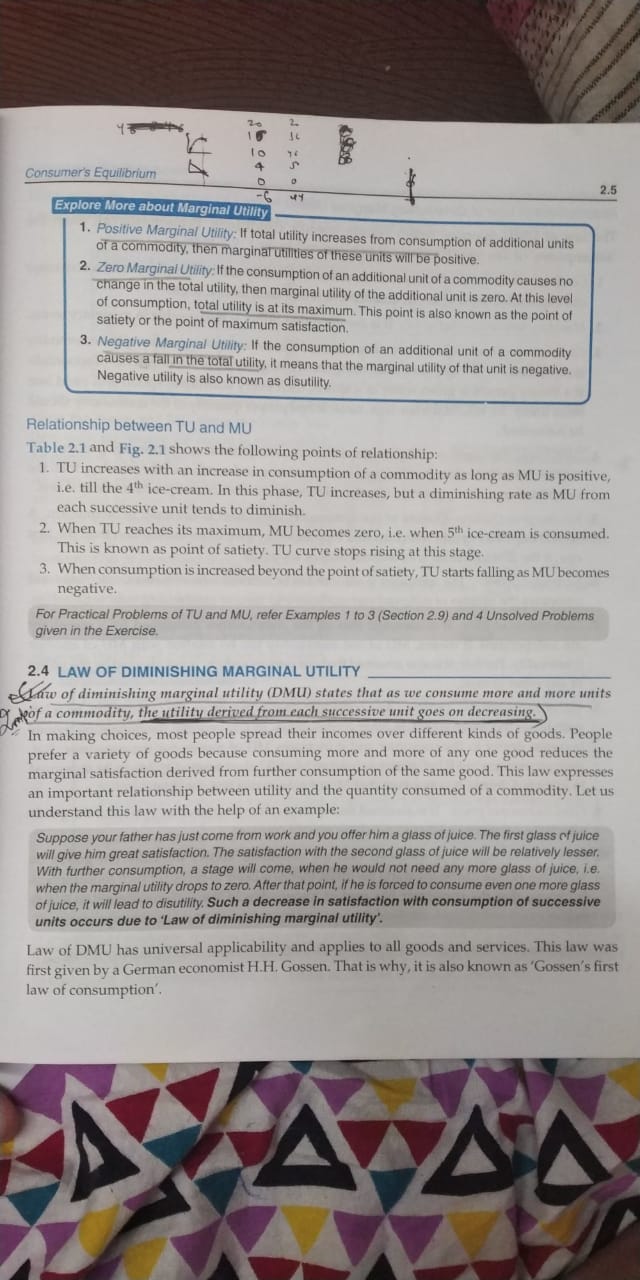 20 2
10
4 5
0 0
-6 44
Consumer's Equilibrium
2.5
Explore More about Marginal Utility
1. Positive Marginal Utility: If total utility increases from consumption of additional units
of a commodity, then marginal utilities of these units will be positive.
2. Zero Marginal Utility: If the consumption of an additional unit of a commodity causes no
change in the total utility, then marginal utility of the additional unit is zero. At this level
of consumption, total utility is at its maximum. This point is also known as the point of
satiety or the point of maximum satisfaction.
3. Negative Marginal Utility: If the consumption of an additional unit of a commodity
causes a fall in the total utility, it means that the marginal utility of that unit is negative.
Negative utility is also known as disutility.
Relationship between TU and MU
Table 2.1 and Fig. 2.1 shows the following points of relationship:
1. TU increases with an increase in consumption of a commodity as long as MU is positive,
i.e. till the 4th ice-cream. In this phase, TU increases, but a diminishing rate as MU from
each successive unit tends to diminish.
2. When TU reaches its maximum, MU becomes zero, i.e. when 5th ice-cream is consumed.
This is known as point of satiety. TU curve stops rising at this stage.
3. When consumption is increased beyond the point of satiety, TU starts falling as MU becomes
negative.
For Practical Problems of TU and MU, refer Examples 1 to 3 (Section 2.9) and 4 Unsolved Problems
given in the Exercise.
2.4 LAW OF DIMINISHING MARGINAL UTILITY
Law of diminishing marginal utility (DMU) states that as we consume more and more units
of a commodity, the utility derived from each successive unit goes on decreasing.
In making choices, most people spread their incomes over different kinds of goods. People
prefer a variety of goods because consuming more and more of any one good reduces the
marginal satisfaction derived from further consumption of the same good. This law expresses
an important relationship between utility and the quantity consumed of a commodity. Let us
understand this law with the help of an example:
Suppose your father has just come from work and you offer him a glass of juice. The first glass of juice
will give him great satisfaction. The satisfaction with the second glass of juice will be relatively lesser.
With further consumption, a stage will come, when he would not need any more glass of juice, i.e.
when the marginal utility drops to zero. After that point, if he is forced to consume even one more glass
of juice, it will lead to disutility. Such a decrease in satisfaction with consumption of successive
units occurs due to 'Law of diminishing marginal utility'.
Law of DMU has universal applicability and applies to all goods and services. This law was
first given by a German economist H.H. Gossen. That is why, it is also known as 'Gossen's first
law of consumption'.